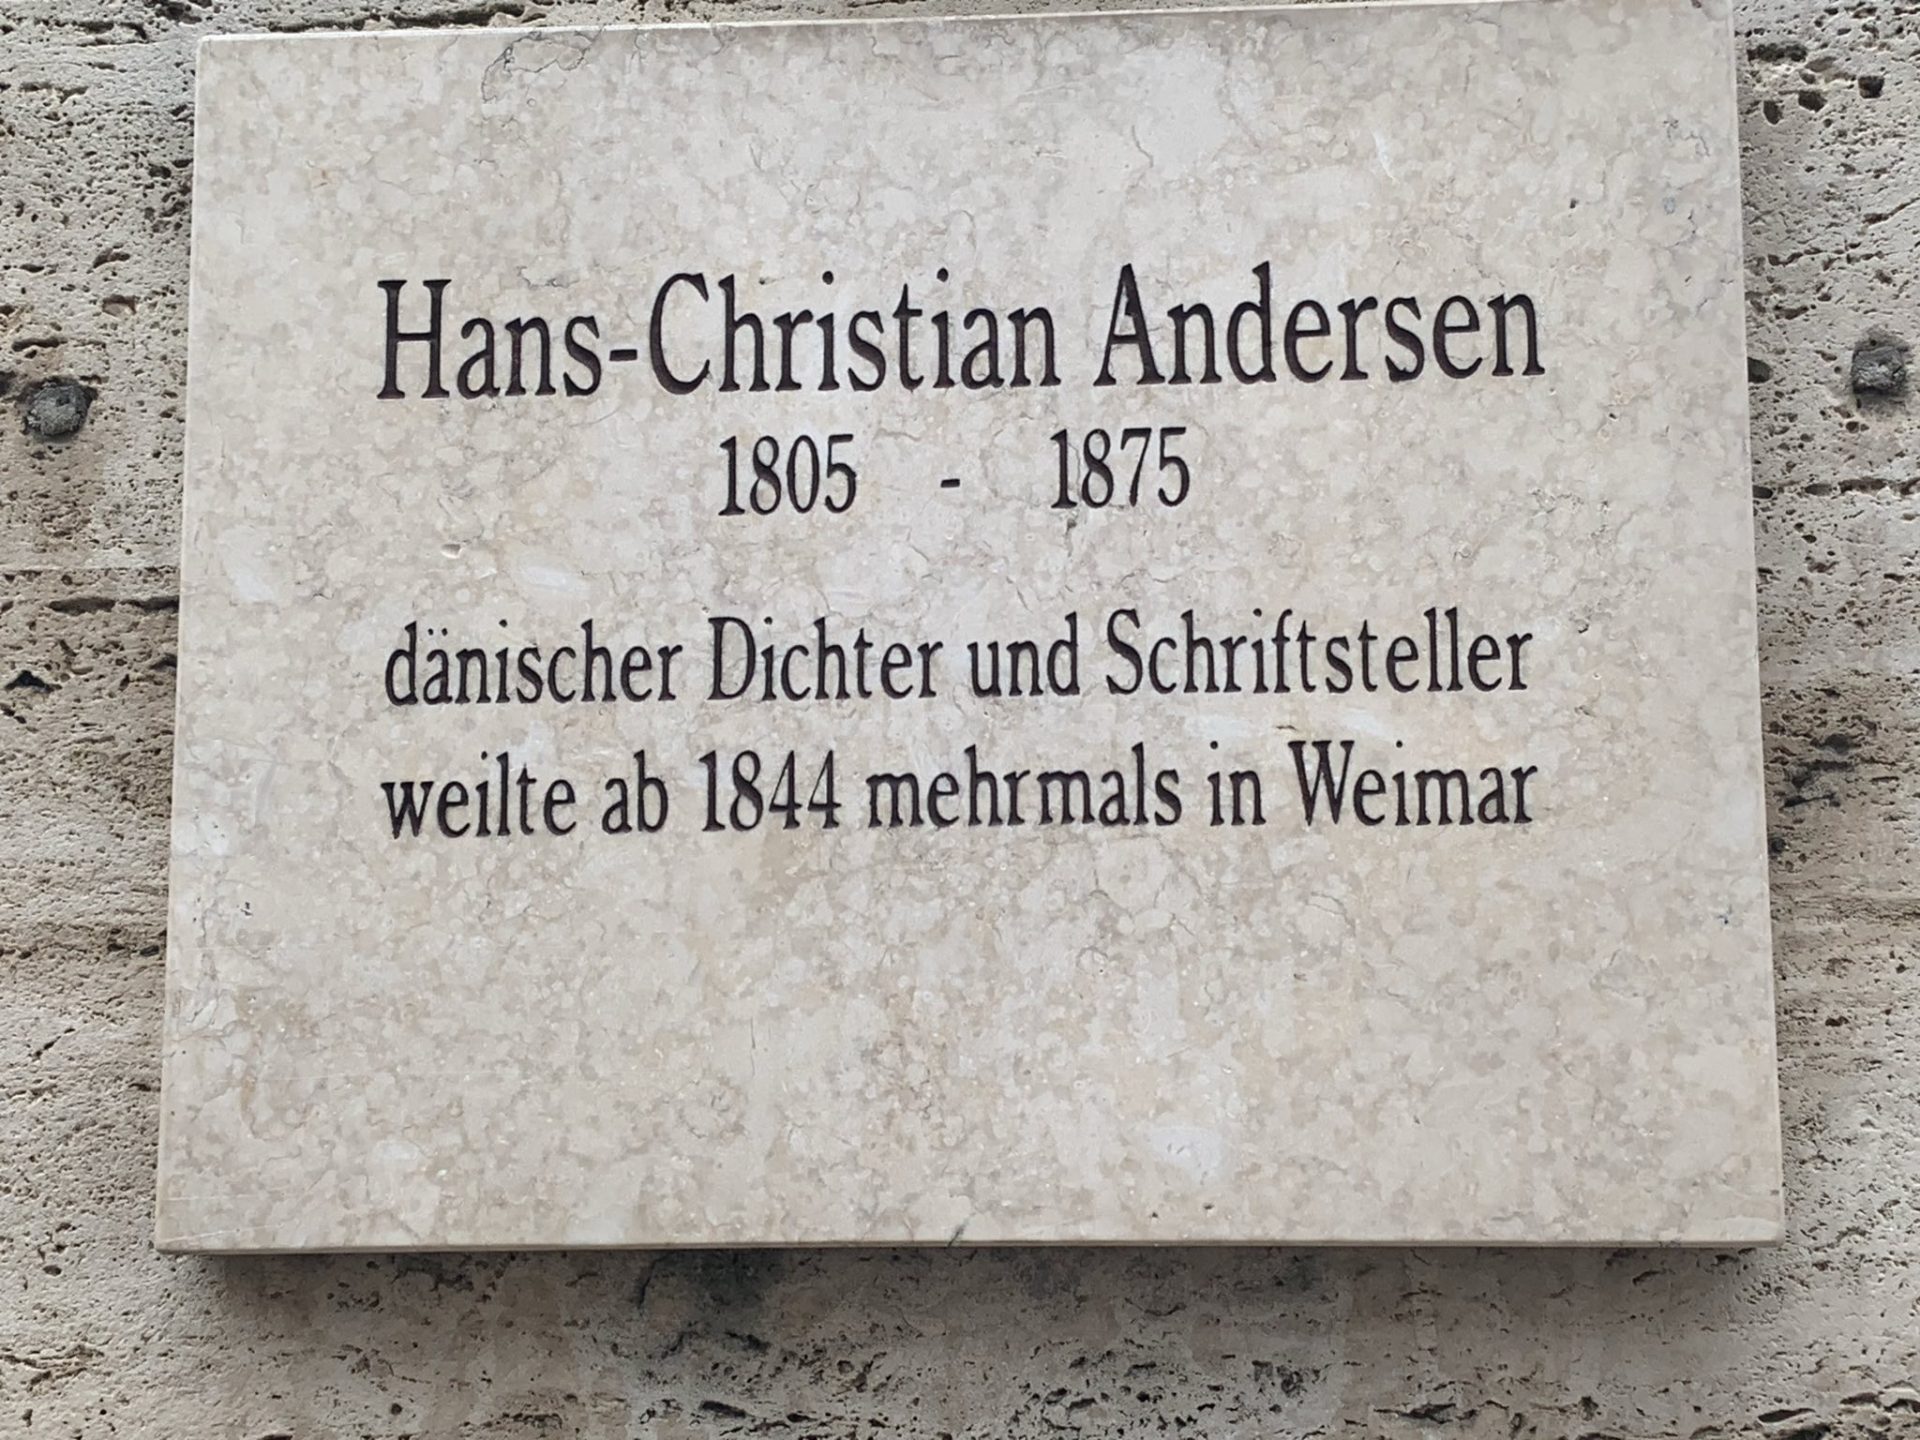 Hans-Christian Andersen
1805 - 1875
dänischer Dichter und Schriftsteller
weilte ab 1844 mehrmals in Weimar